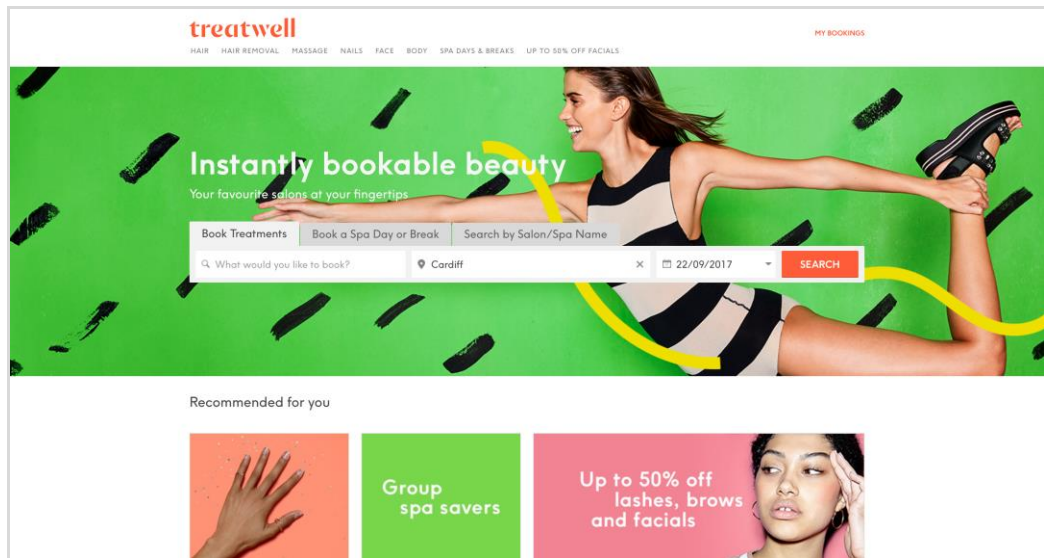 treatwell
MY BOOKINGS
HAIR HAIR REMOVAL MASSAGE NAILS FACE BODY SPA DAYS & BREAKS UP TO 50% OFF FACIALS
Instantly bookable beauty
Your favourite salons at your fingertips
Book Treatments Book a Spa Day or Break Search by Salon/Spa Name
What would you like to book? Cardiff × 22/09/2017 SEARCH
Recommended for you
Group
spa savers
Up to 50% off
lashes, brows
and facials